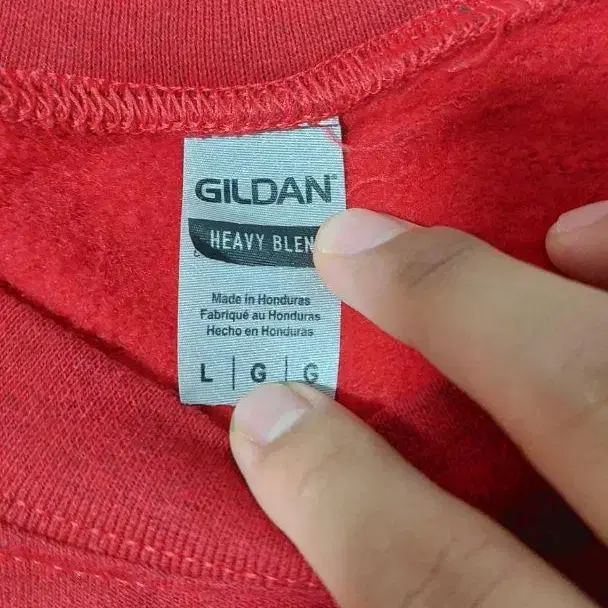 GILDAN
HEAVY BLEN
Made in Honduras
Fabriqué au Honduras
Hecho en Honduras
L | G | G